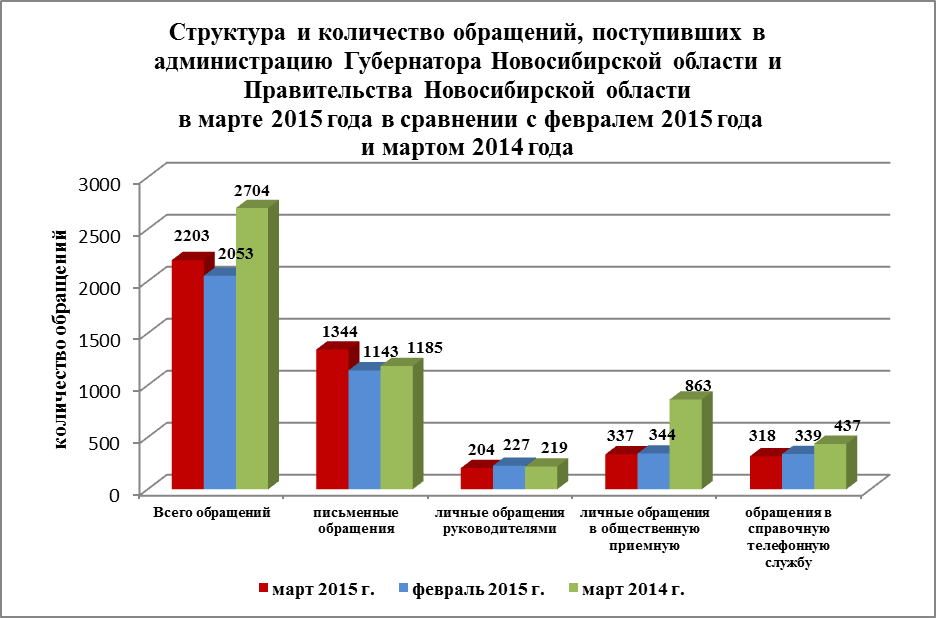 Структура и количество обращений, поступивших в
администрацию Губернатора Новосибирской области и
Правительства Новосибирской области
в марте 2015 года в сравнении с февралем 2015 года
и мартом 2014 года
количество обращений
3000
2500
2000
1500
1000
500
0
2203
2053
2704
1344
1143
1185
204
227
219
337
344
863
318
339
437
Всего обращений
письменные
обращения
личные обращения
руководителями
личные обращения
в общественную
приемную
обращения в
справочную
телефонную
службу
март 2015 г.
февраль 2015 г.
март 2014 г.